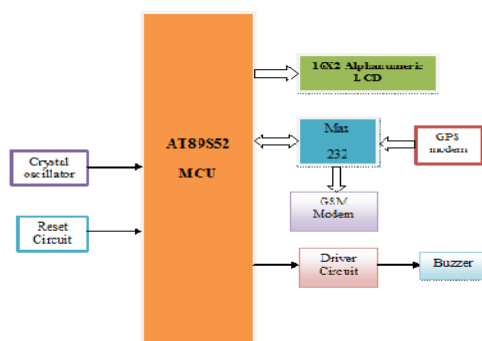 16X2 Alphanumeric
LCD
AT89S52
MCU
Max
232
GPS
modem
Crystal
oscillator
GSM
Modem
Reset
Circuit
Driver
Circuit
Buzzer